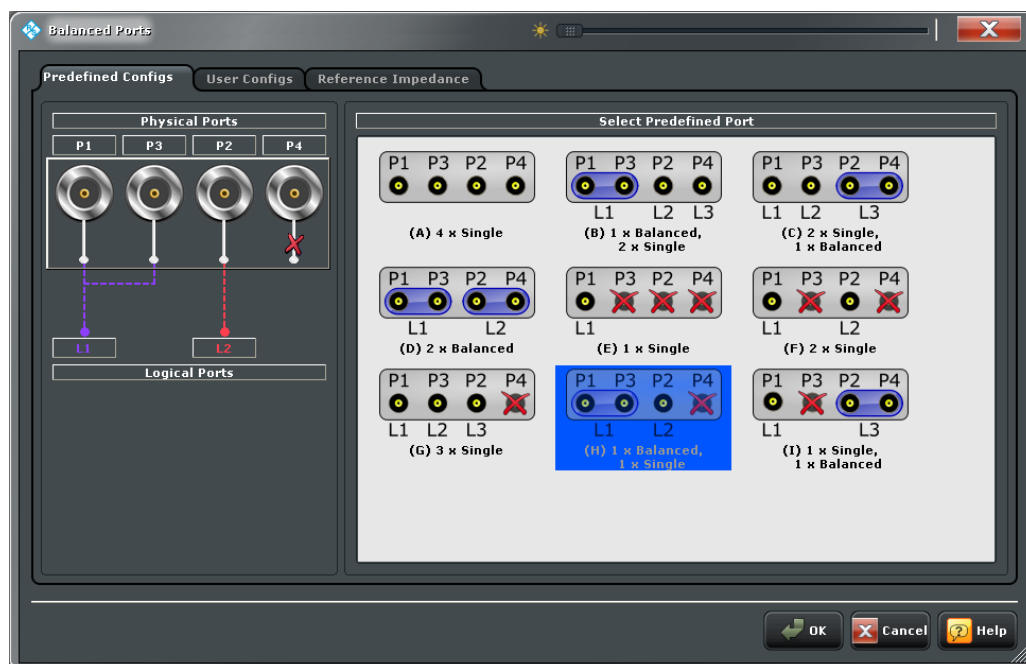 Balanced Ports
Predefined Configs User Configs Reference Impedance
Physical Ports
P1 P3 P2 P4
L1 L2
Logical Ports
Select Predefined Port
P1 P3 P2 P4
(A) 4 x Single
P1 P3 P2 P4
L1 L2 L3
(B) 1 x Balanced,
2 x Single
P1 P3 P2 P4
L1 L2 L3
(C) 2 x Single,
1 x Balanced
P1 P3 P2 P4
L1 L2
(D) 2 x Balanced
P1 P3 P2 P4
L1
(E) 1 x Single
P1 P3 P2 P4
L1 L2
(F) 2 x Single
P1 P3 P2 P4
L1 L2 L3
(G) 3 x Single
P1 P3 P2 P4
L1 L2
(H) 1 x Balanced,
1 x Single
P1 P3 P2 P4
L1 L3
(I) 1 x Single,
1 x Balanced
OK Cancel Help